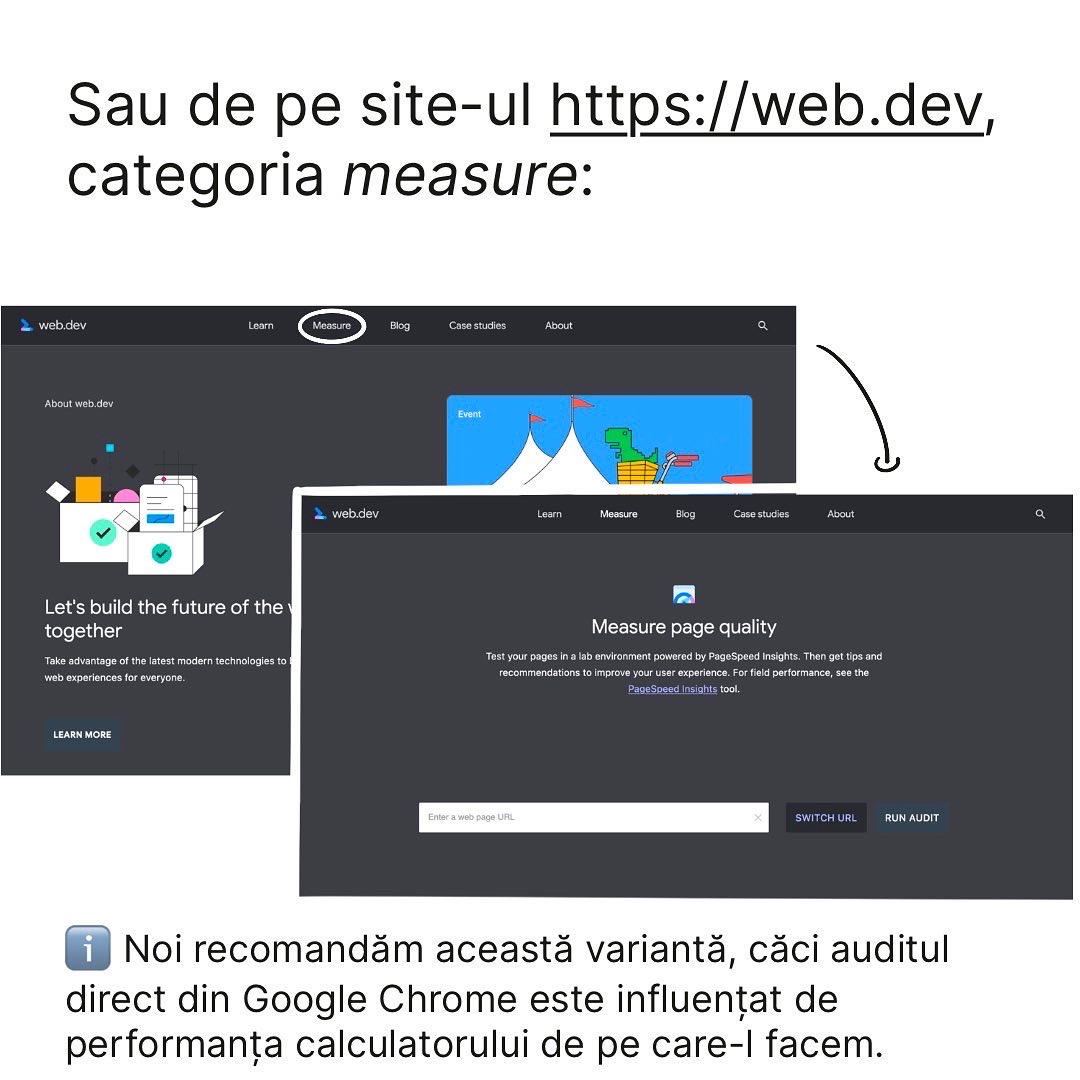 Sau de pe site-ul https://web.dev,
categoria measure:
web.dev
Learn
Measure
Blog
Case studies
About
About web.dev
Event
Let's build the future of the
together
Take advantage of the latest modern technologies to
web experiences for everyone.
LEARN MORE
web.dev
Learn
Measure
Blog
Case studies
About
Measure page quality
Test your pages in a lab environment powered by PageSpeed Insights. Then get tips and
recommendations to improve your user experience. For field performance, see the
PageSpeed Insights tool.
Enter a web page URL
SWITCH URL
RUN AUDIT
ℹ️ Noi recomandăm această variantă, căci auditul
direct din Google Chrome este influențat de
performanța calculatorului de pe care-l facem.